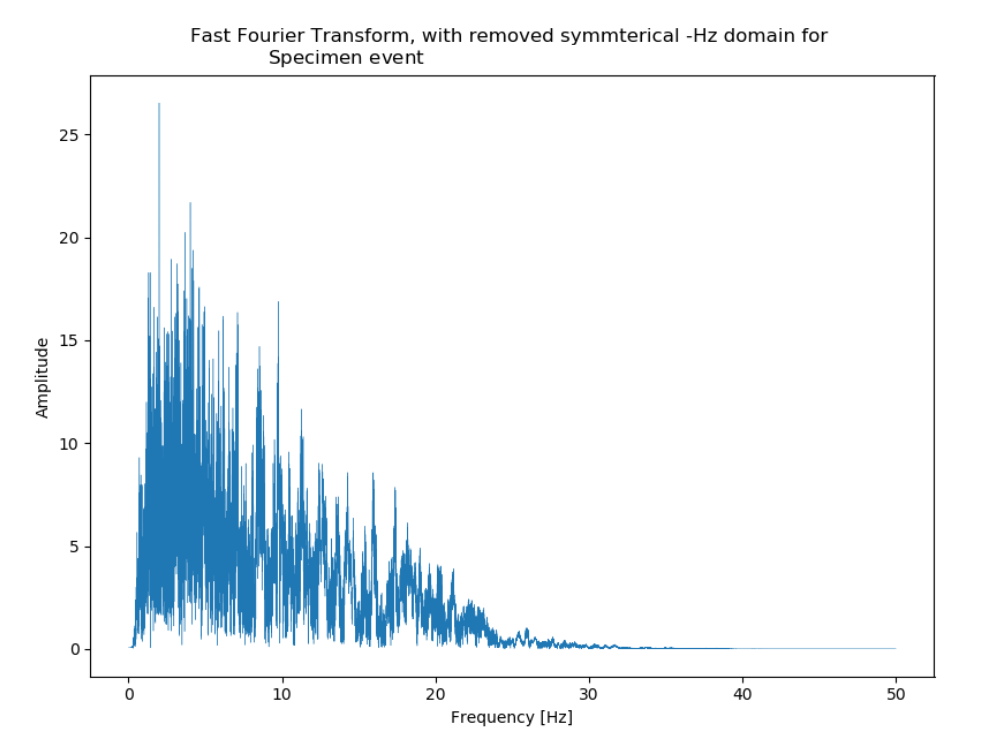 Fast Fourier Transform, with removed symmterical -Hz domain for
Specimen event
25
20
15
10
5
0
Amplitude
0 10 20 30 40 50
Frequency [Hz]